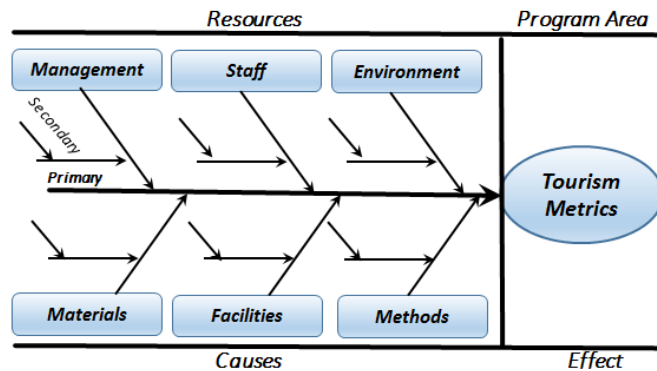 Resources
Program Area
Management
Staff
Environment
Secondary
Primary
Tourism
Metrics
Materials
Facilities
Methods
Causes
Effect